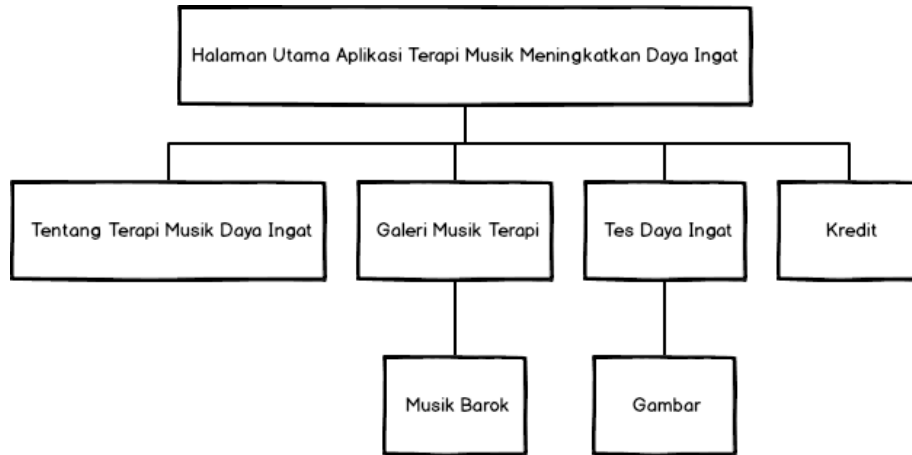 Halaman Utama Aplikasi Terapi Musik Meningkatkan Daya Ingat
Tentang Terapi Musik Daya Ingat
Galeri Musik Terapi
Tes Daya Ingat
Kredit
Musik Barok
Gambar